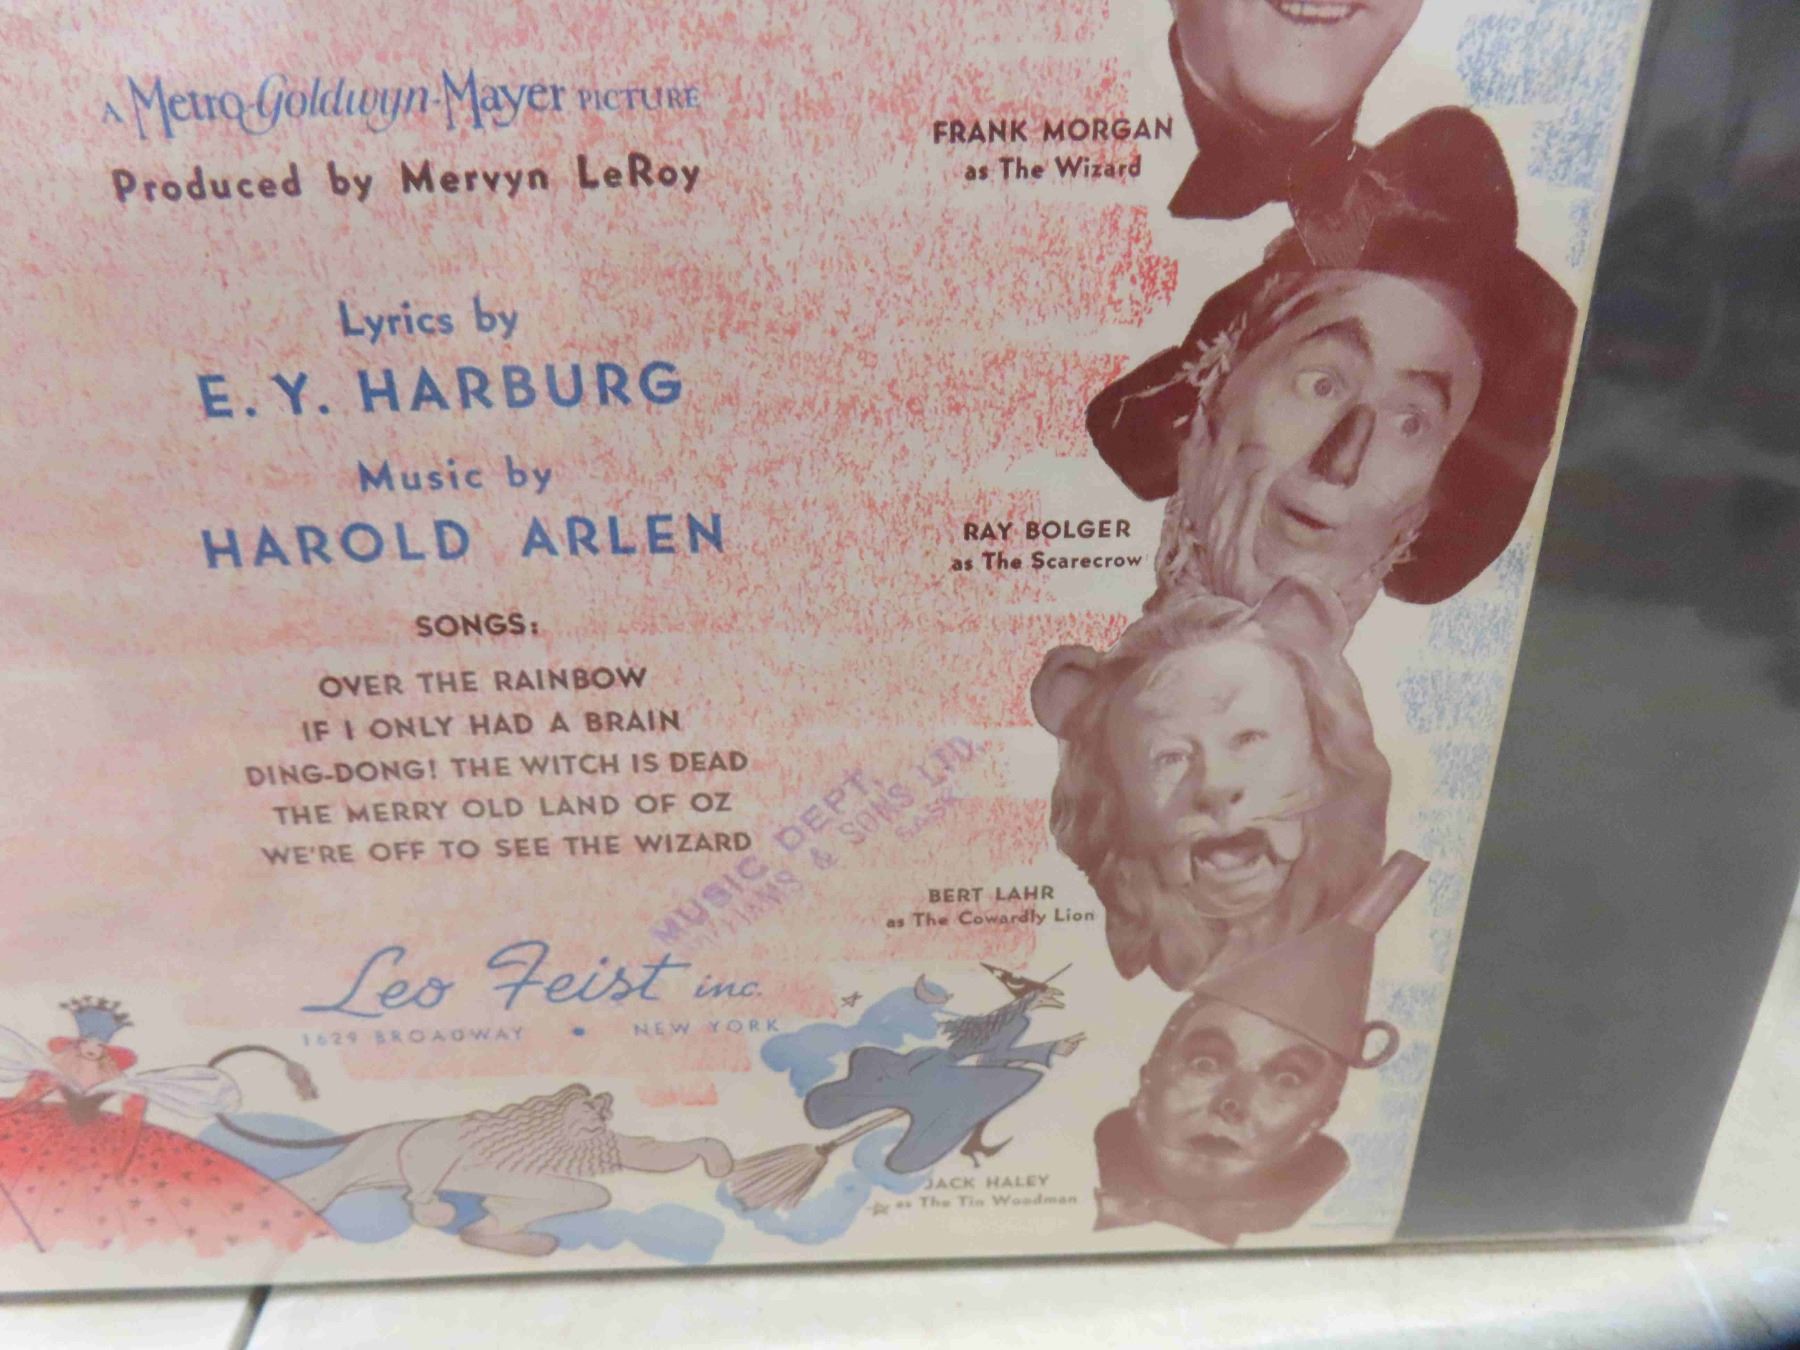 A Metro-Goldwyn-Mayer PICTURE
Produced by Mervyn LeRoy
Lyrics by
E. Y. HARBURG
Music by
HAROLD ARLEN
SONGS:
OVER THE RAINBOW
IF I ONLY HAD A BRAIN
DING-DONG! THE WITCH IS DEAD
THE MERRY OLD LAND OF OZ
WE'RE OFF TO SEE THE WIZARD
MUSIC DEPT.
& SONS LTD.
SASK
Leo Feist inc.
1629 BROADWAY • NEW YORK
FRANK MORGAN
as The Wizard
RAY BOLGER
as The Scarecrow
BERT LAHR
as The Cowardly Lion
JACK HALEY
as The Tin Woodman